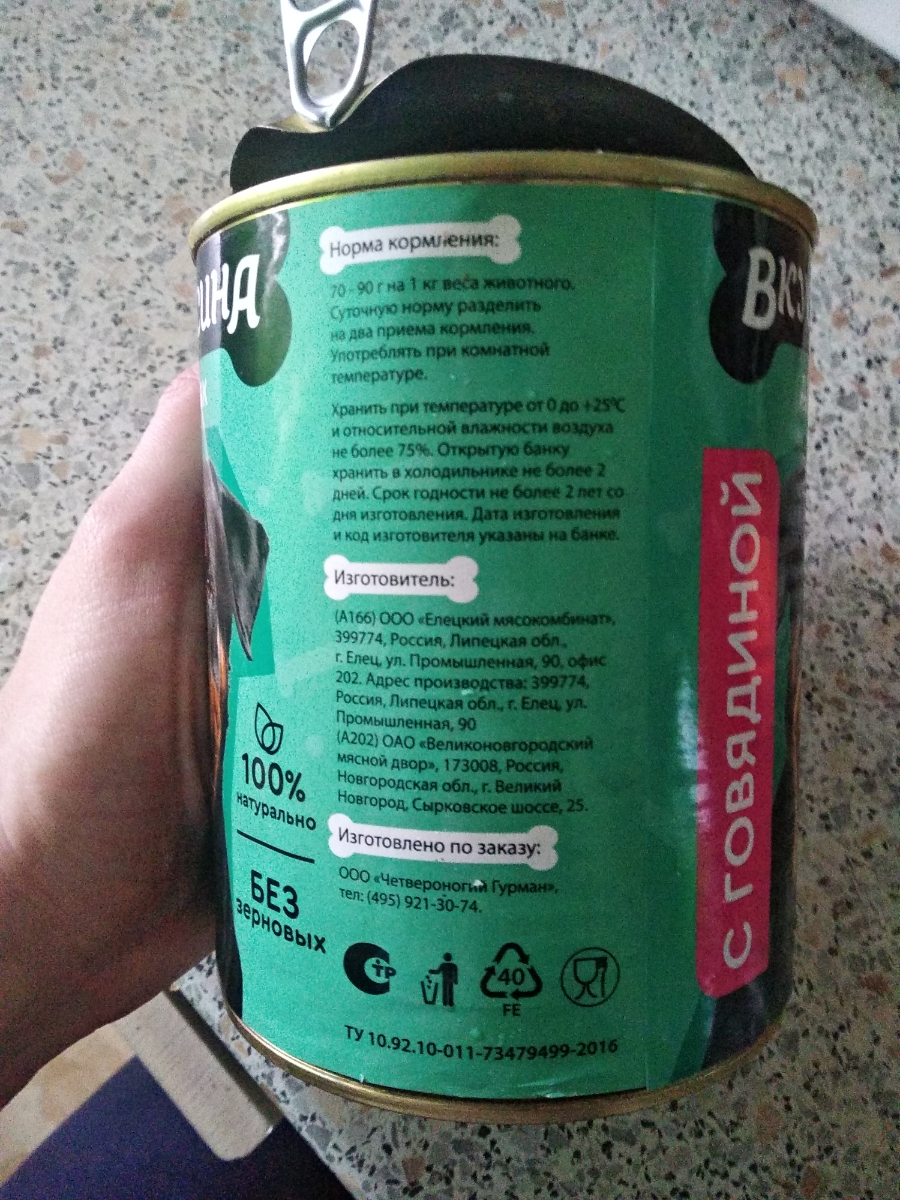 Норма кормления:
70 - 90 г на 1 кг веса животного.
Суточную норму разделить
на два приема кормления.
Употреблять при комнатной
температуре.
Хранить при температуре от 0 до +25°С
и относительной влажности воздуха
не более 75%. Открытую банку
хранить в холодильнике не более 2
дней. Срок годности не более 2 лет со
дня изготовления. Дата изготовления
и код изготовителя указаны на банке.
Изготовитель:
(А166) ООО «Елецкий мясокомбинат»,
399774, Россия, Липецкая обл.,
г. Елец, ул. Промышленная, 90, офис
202. Адрес производства: 399774,
Россия, Липецкая обл., г. Елец, ул.
Промышленная, 90
(А202) ОАО «Великоновгородский
мясной двор», 173008, Россия,
Новгородская обл., г. Великий
Новгород, Сырковское шоссе, 25.
Изготовлено по заказу:
ООО «Четвероногий Гурман»,
тел: (495) 921-30-74.
СТР
40
FE
ТУ 10.92.10-011-73479499-2016
100%
натурально
БЕЗ
зерновых
С ГОВЯДИНОЙ